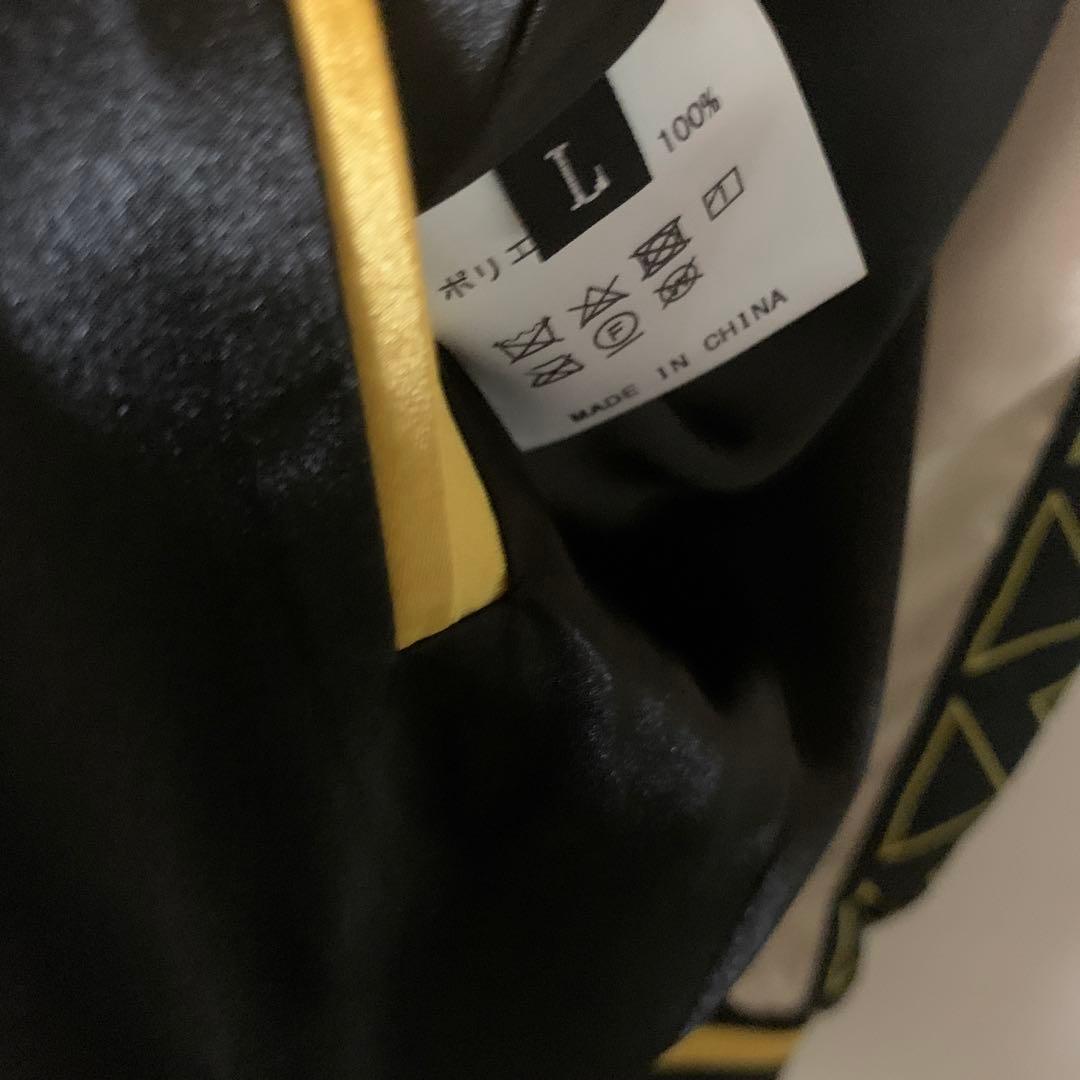 L
ポリエ 100%
F W
MADE IN CHINA